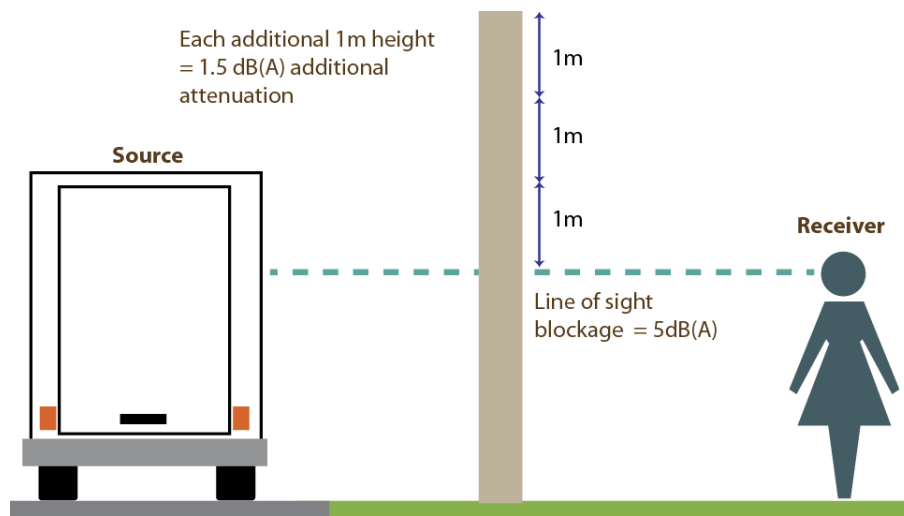 Each additional 1m height
= 1.5 dB(A) additional
attenuation
1m
1m
Source
1m
Receiver
Line of sight
blockage = 5dB(A)